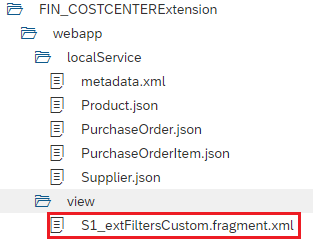 FIN_COSTCENTERExtension
webapp
localService
metadata.xml
Product.json
PurchaseOrder.json
PurchaseOrderItem.json
Supplier.json
view
S1_extFiltersCustom.fragment.xml